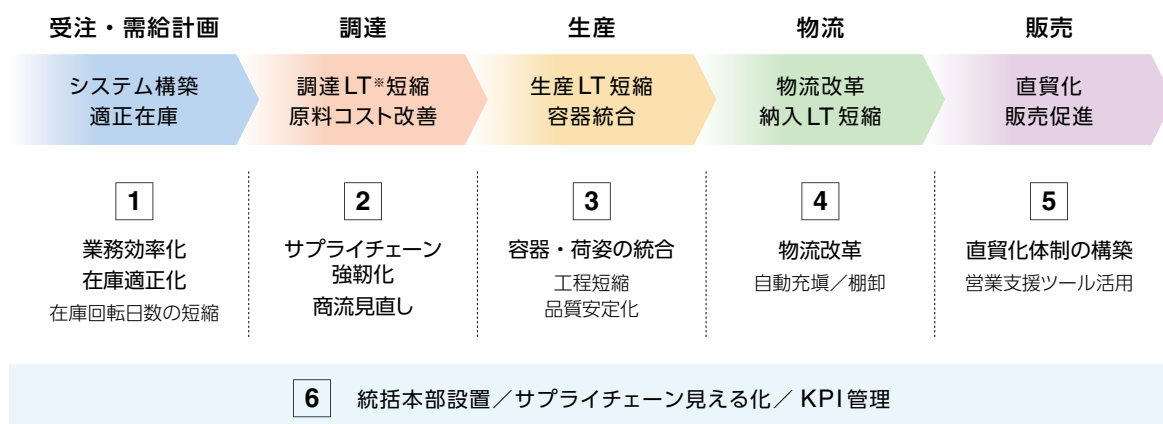 受注・需給計画
調達
生産
物流
販売
システム構築
適正在庫
調達LT※短縮
原料コスト改善
生産LT短縮
容器統合
物流改革
納入LT短縮
直貿化
販売促進
1
業務効率化
在庫適正化
在庫回転日数の短縮
2
サプライチェーン
強靭化
商流見直し
3
容器・荷姿の統合
工程短縮
品質安定化
4
物流改革
自動充塡／棚卸
5
直貿化体制の構築
営業支援ツール活用
6 統括本部設置／サプライチェーン見える化／KPI管理